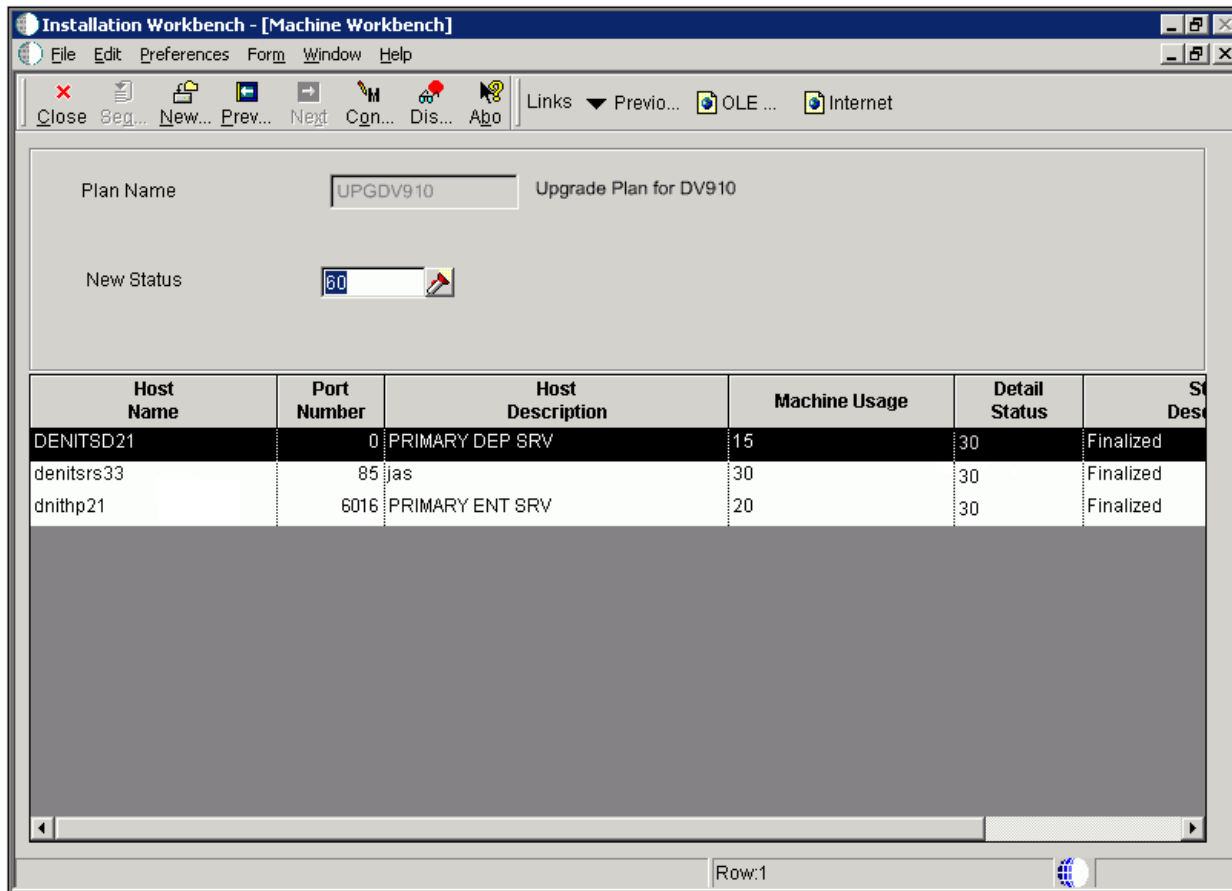 Installation Workbench - [Machine Workbench]
File Edit Preferences Form Window Help
Close Seq... New... Prev... Next Con... Dis... Abo Links Previo... OLE ... Internet
Plan Name UPGDV910 Upgrade Plan for DV910
New Status 60
Host Name Port Number Host Description Machine Usage Detail Status St Desc
DENITSD21 0 PRIMARY DEP SRV 15 30 Finalized
denitsrs33 85 jas 30 30 Finalized
dnithp21 6016 PRIMARY ENT SRV 20 30 Finalized
Row:1